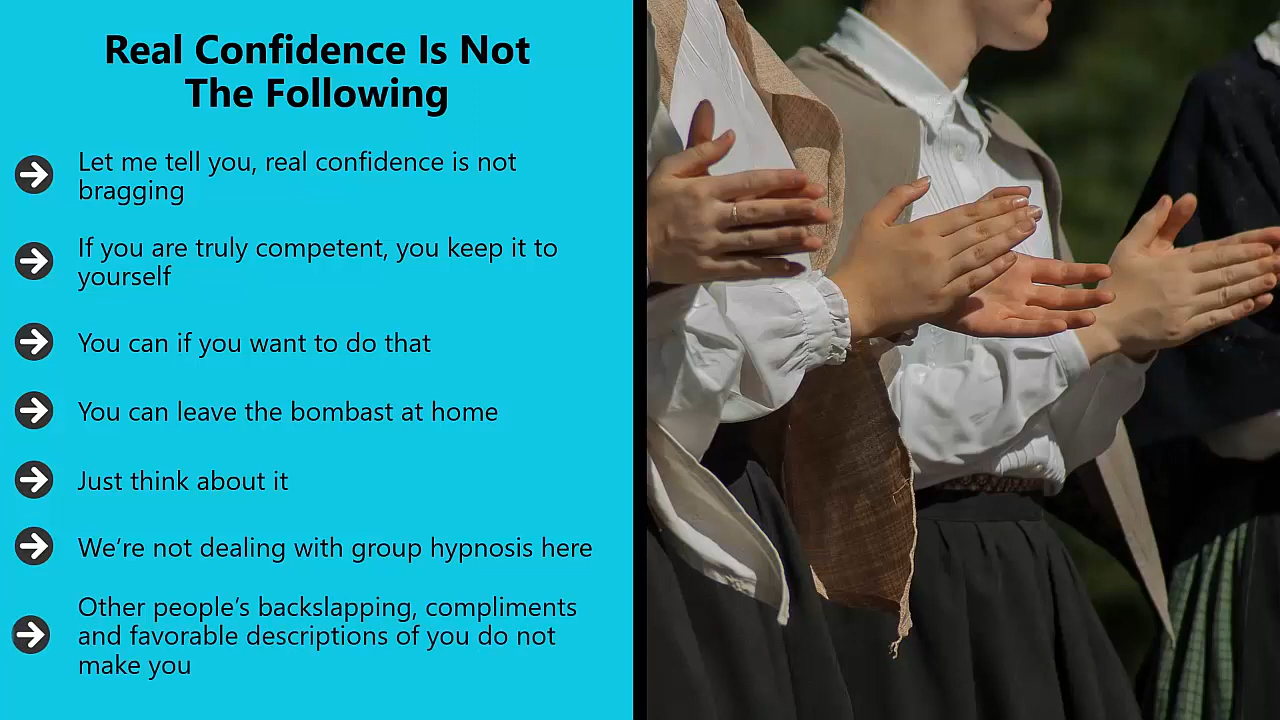 Real Confidence Is Not
The Following
Let me tell you, real confidence is not
bragging
If you are truly competent, you keep it to
yourself
You can if you want to do that
You can leave the bombast at home
Just think about it
We’re not dealing with group hypnosis here
Other people’s backslapping, compliments
and favorable descriptions of you do not
make you